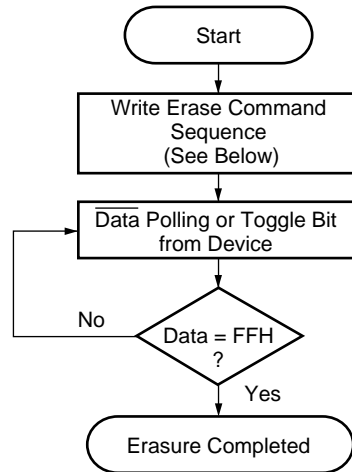 Start
Write Erase Command
Sequence
(See Below)
Data Polling or Toggle Bit
from Device
No
Data = FFH
?
Yes
Erasure Completed